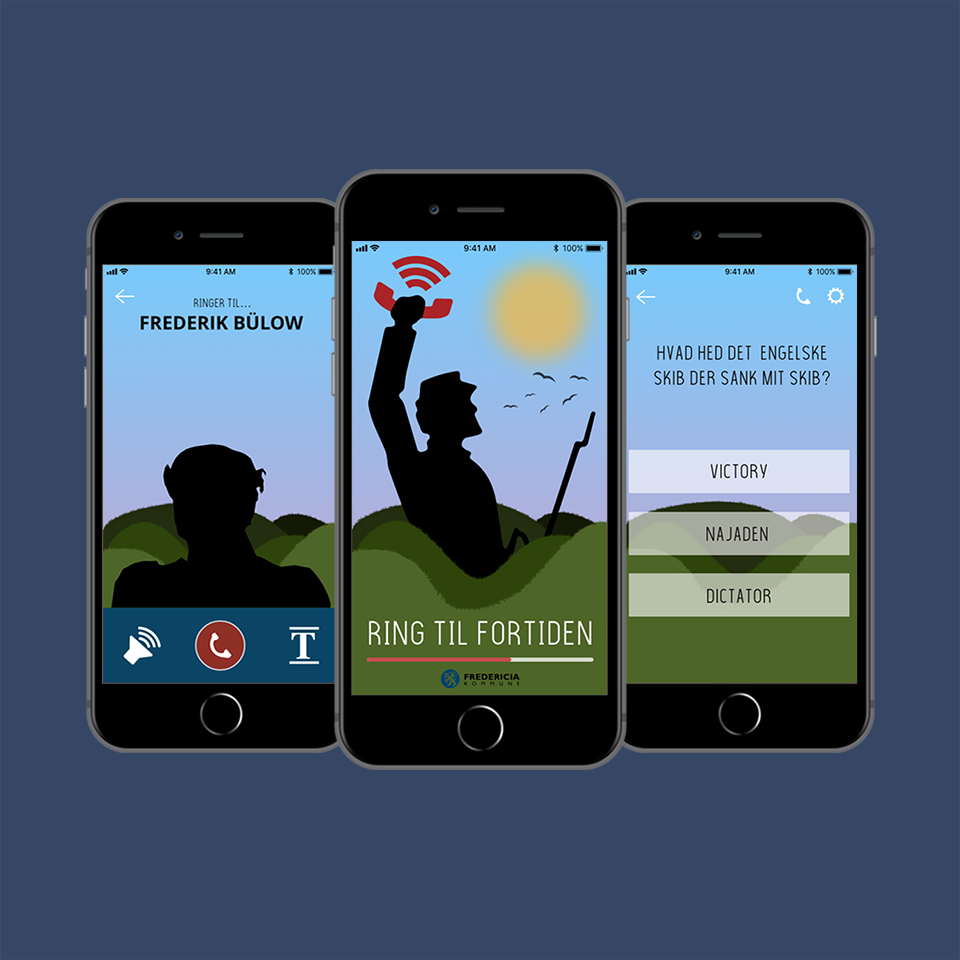 9:41 AM
RINGER TIL...
FREDERIK BÜLOW
T
9:41 AM 100%
RING TIL FORTIDEN
FREDERICIA
KOMMUNE
9:41 AM 100%
HVAD HED DET ENGELSKE
SKIB DER SANK MIT SKIB?
VICTORY
NAJADEN
DICTATOR